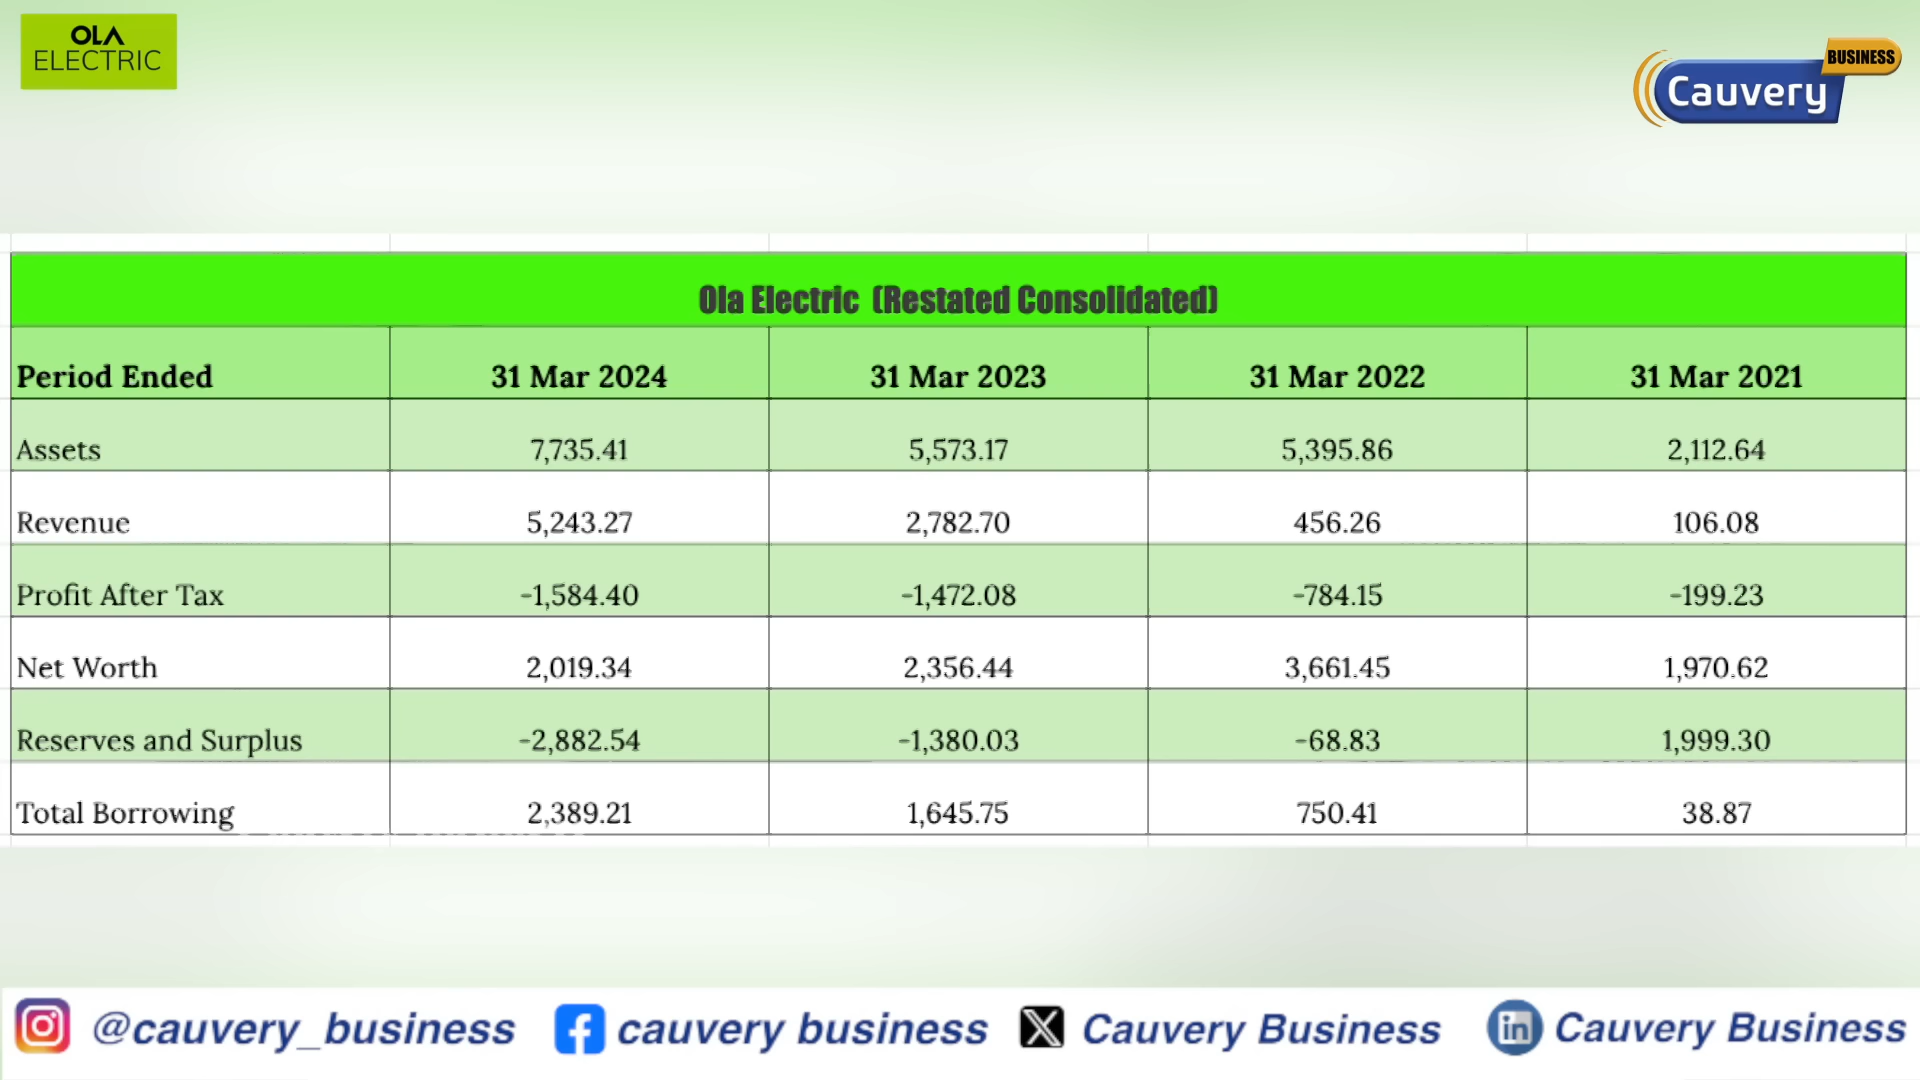 OLA
ELECTRIC
BUSINESS
Cauvery
Ola Electric (Restated Consolidated)
Period Ended 31 Mar 2024 31 Mar 2023 31 Mar 2022 31 Mar 2021
Assets 7,735.41 5,573.17 5,395.86 2,112.64
Revenue 5,243.27 2,782.70 456.26 106.08
Profit After Tax -1,584.40 -1,472.08 -784.15 -199.23
Net Worth 2,019.34 2,356.44 3,661.45 1,970.62
Reserves and Surplus -2,882.54 -1,380.03 -68.83 1,999.30
Total Borrowing 2,389.21 1,645.75 750.41 38.87
@cauvery_business cauvery business Cauvery Business Cauvery Business